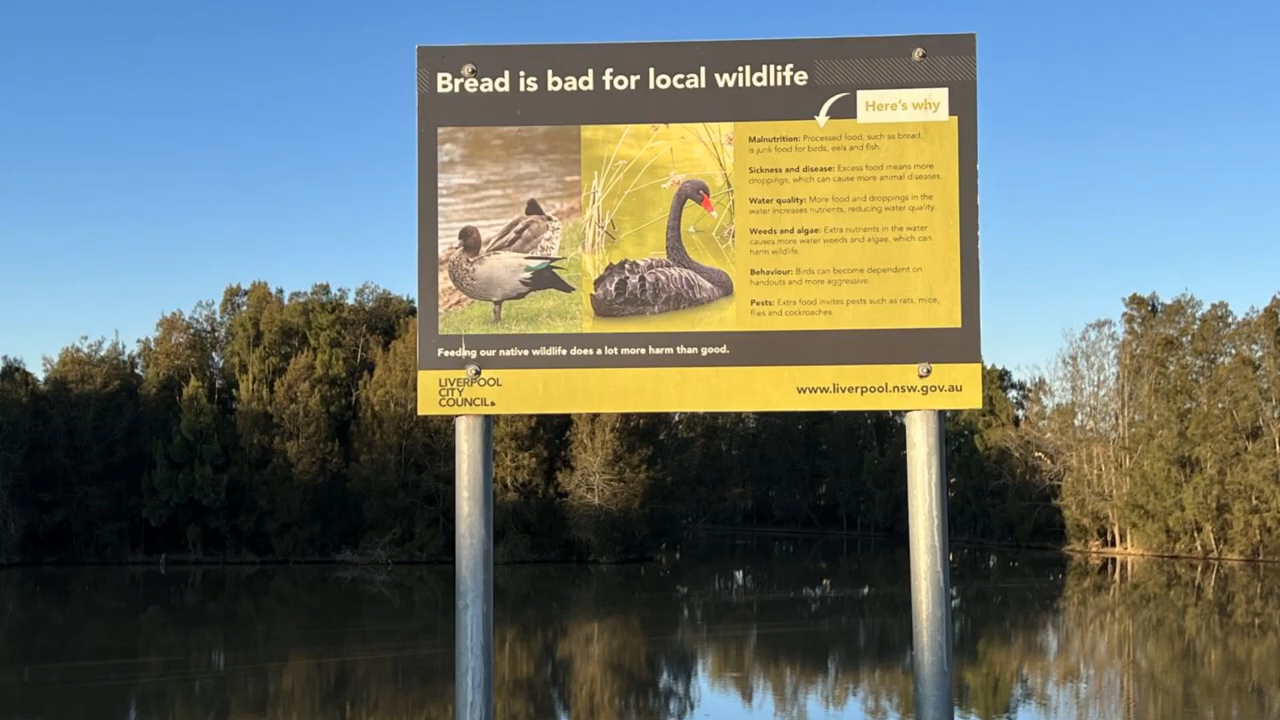 Bread is bad for local wildlife
Here's why
Malnutrition: Processed food, such as bread,
is junk food for birds, eels and fish.
Sickness and disease: Excess food means more
droppings, which can cause more animal diseases.
Water quality: More food and droppings in the
water increases nutrients, reducing water quality.
Weeds and algae: Extra nutrients in the water
causes more water weeds and algae, which can
harm wildlife.
Behaviour: Birds can become dependent on
handouts and more aggressive.
Pests: Extra food invites pests such as rats, mice,
flies and cockroaches.
Feeding our native wildlife does a lot more harm than good.
LIVERPOOL
CITY
COUNCIL
www.liverpool.nsw.gov.au